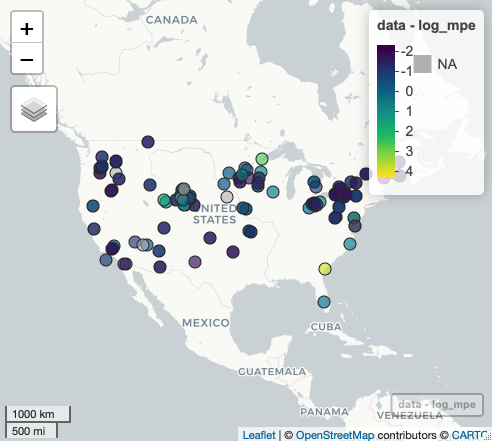 CANADA
+
−
data - log_mpe
-2
-1
0
1
2
3
4
NA
UNITED
STATES
MEXICO
CUBA
GUATEMALA
PANAMA
VENEZUELA
data - log_mpe
1000 km
500 mi
Leaflet | © OpenStreetMap contributors © CARTO